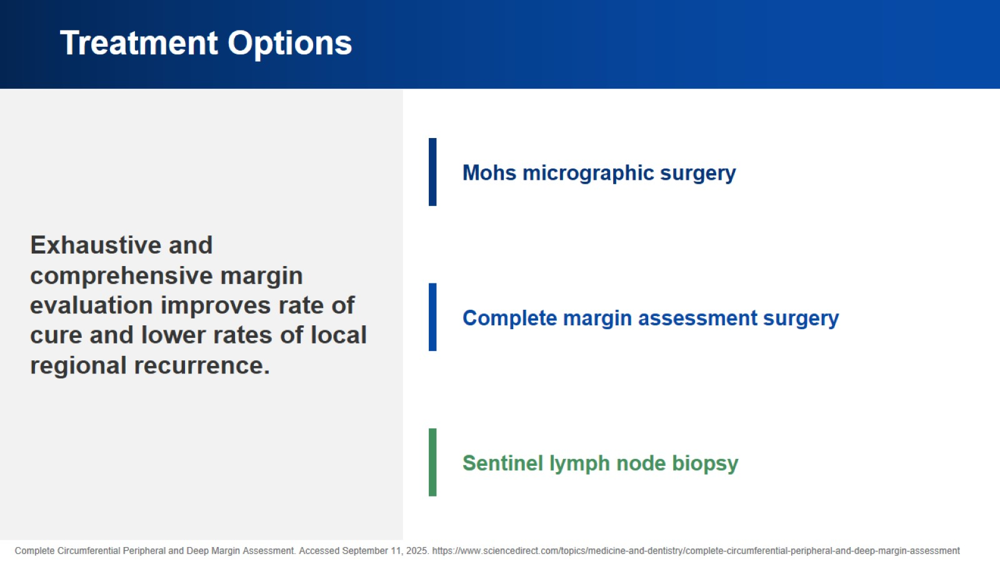 Treatment Options
Exhaustive and
comprehensive margin
evaluation improves rate of
cure and lower rates of local
regional recurrence.
Mohs micrographic surgery
Complete margin assessment surgery
Sentinel lymph node biopsy
Complete Circumferential Peripheral and Deep Margin Assessment. Accessed September 11, 2025. https://www.sciencedirect.com/topics/medicine-and-dentistry/complete-circumferential-peripheral-and-deep-margin-assessment